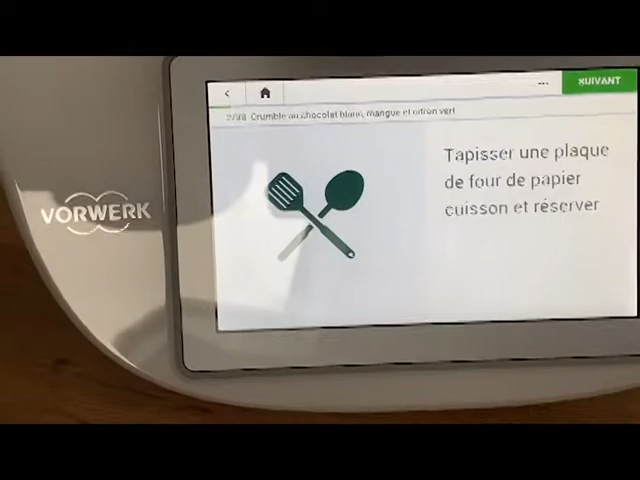 SUIVANT
Crumble au chocolat blanc, mangue et citron vert
Tapisser une plaque
de four de papier
cuisson et réserver
VORWERK